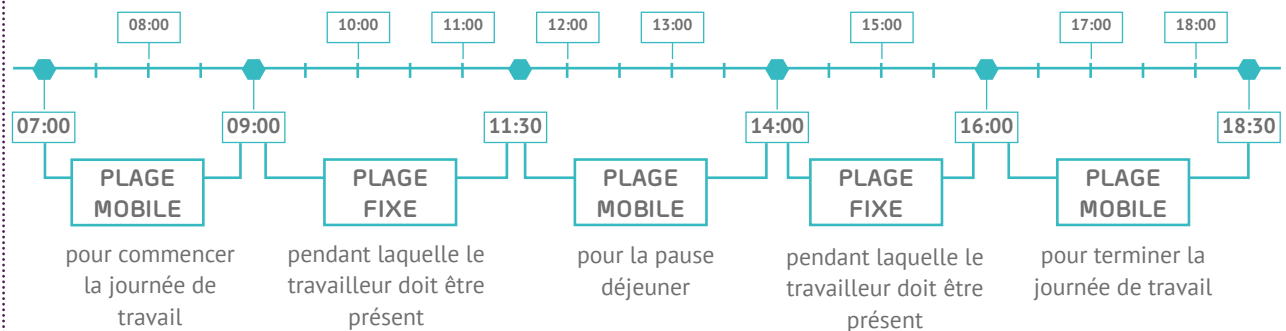 08:00
10:00
11:00
12:00
13:00
15:00
17:00
18:00
07:00
09:00
11:30
14:00
16:00
18:30
PLAGE
MOBILE
pour commencer
la journée de
travail
PLAGE
FIXE
pendant laquelle le
travailleur doit être
présent
PLAGE
MOBILE
pour la pause
déjeuner
PLAGE
FIXE
pendant laquelle le
travailleur doit être
présent
PLAGE
MOBILE
pour terminer la
journée de travail